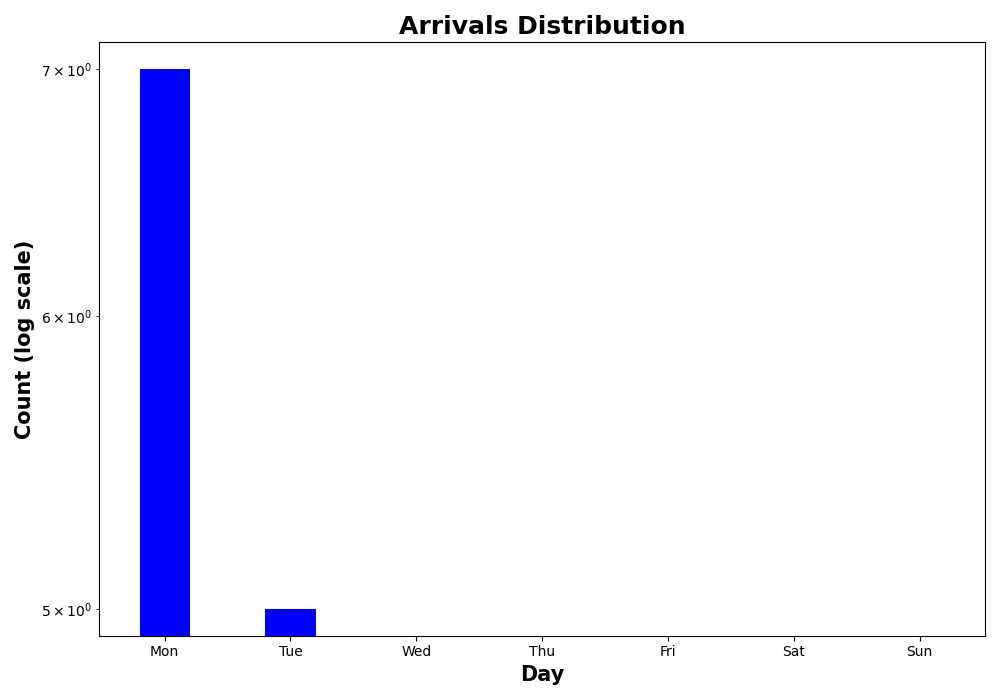 Arrivals Distribution
7 × 10⁰
6 × 10⁰
5 × 10⁰
Count (log scale)
Mon Tue Wed Thu Fri Sat Sun
Day